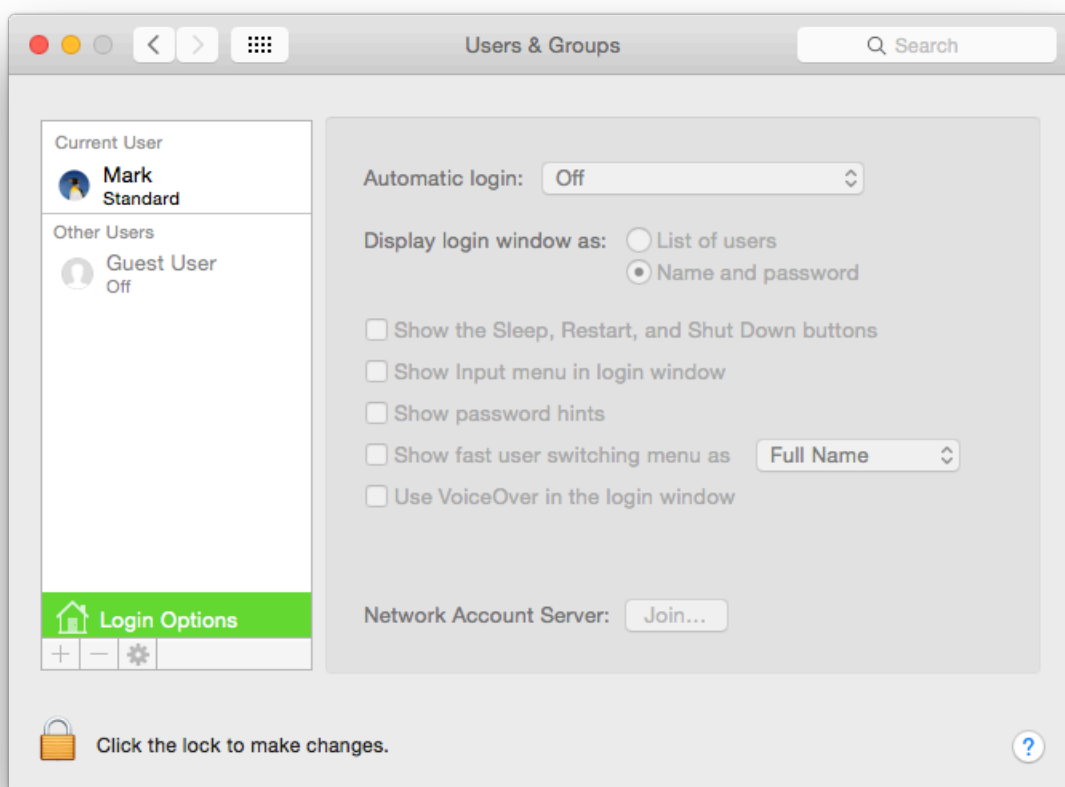 Users & Groups
Search
Current User
Mark
Standard
Other Users
Guest User
Off
Login Options
Automatic login: Off
Display login window as: List of users
Name and password
Show the Sleep, Restart, and Shut Down buttons
Show Input menu in login window
Show password hints
Show fast user switching menu as Full Name
Use VoiceOver in the login window
Network Account Server: Join...
Click the lock to make changes.
?